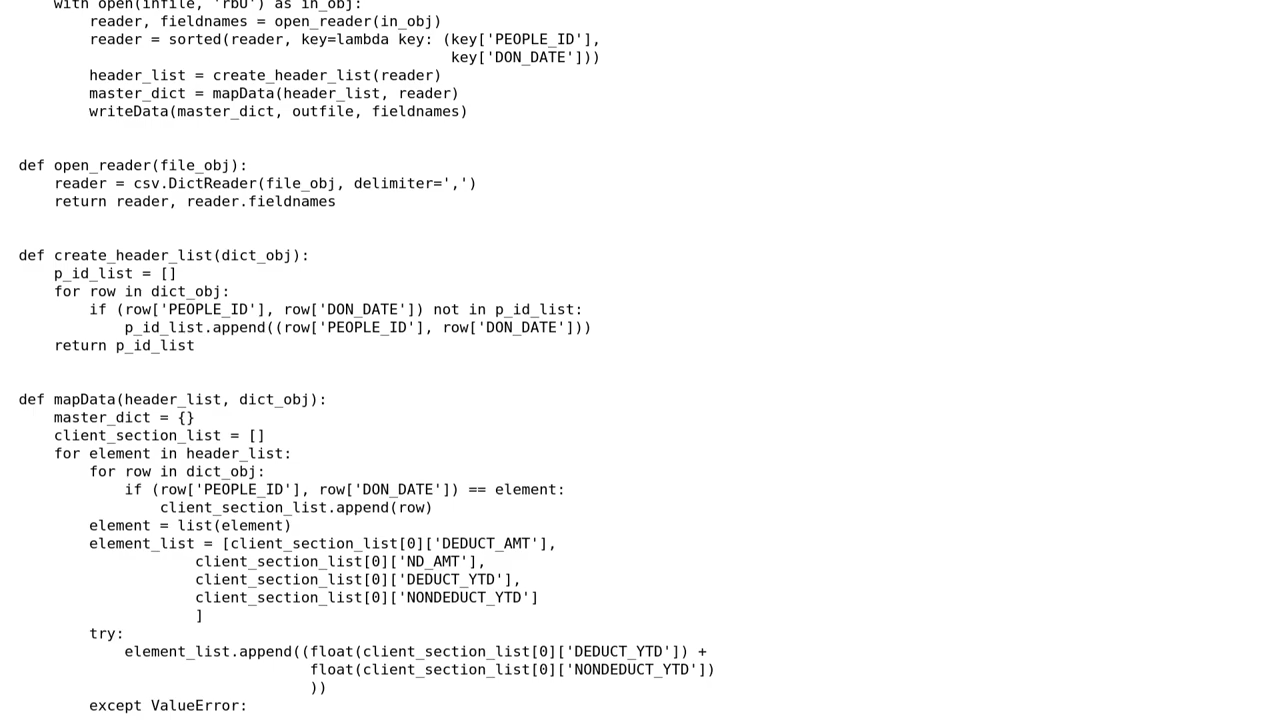 with open(infile, 'rbU') as in_obj:
reader, fieldnames = open_reader(in_obj)
reader = sorted(reader, key=lambda key: (key['PEOPLE_ID'],
key['DON_DATE']))
header_list = create_header_list(reader)
master_dict = mapData(header_list, reader)
writeData(master_dict, outfile, fieldnames)
def open_reader(file_obj):
reader = csv.DictReader(file_obj, delimiter=',')
return reader, reader.fieldnames
def create_header_list(dict_obj):
p_id_list = []
for row in dict_obj:
if (row['PEOPLE_ID'], row['DON_DATE']) not in p_id_list:
p_id_list.append((row['PEOPLE_ID'], row['DON_DATE']))
return p_id_list
def mapData(header_list, dict_obj):
master_dict = {}
client_section_list = []
for element in header_list:
for row in dict_obj:
if (row['PEOPLE_ID'], row['DON_DATE']) == element:
client_section_list.append(row)
element = list(element)
element_list = [client_section_list[0]['DEDUCT_AMT'],
client_section_list[0]['ND_AMT'],
client_section_list[0]['DEDUCT_YTD'],
client_section_list[0]['NONDEDUCT_YTD']
]
try:
element_list.append((float(client_section_list[0]['DEDUCT_YTD']) +
float(client_section_list[0]['NONDEDUCT_YTD'])
))
except ValueError: